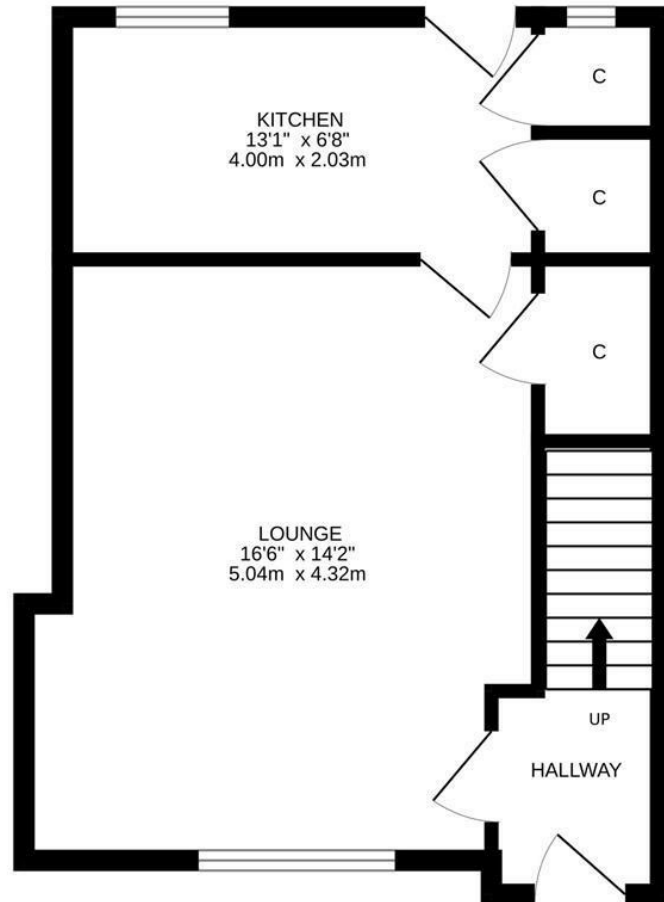 KITCHEN
13'1" x 6'8"
4.00m x 2.03m
C
C
C
LOUNGE
16'6" x 14'2"
5.04m x 4.32m
UP
HALLWAY